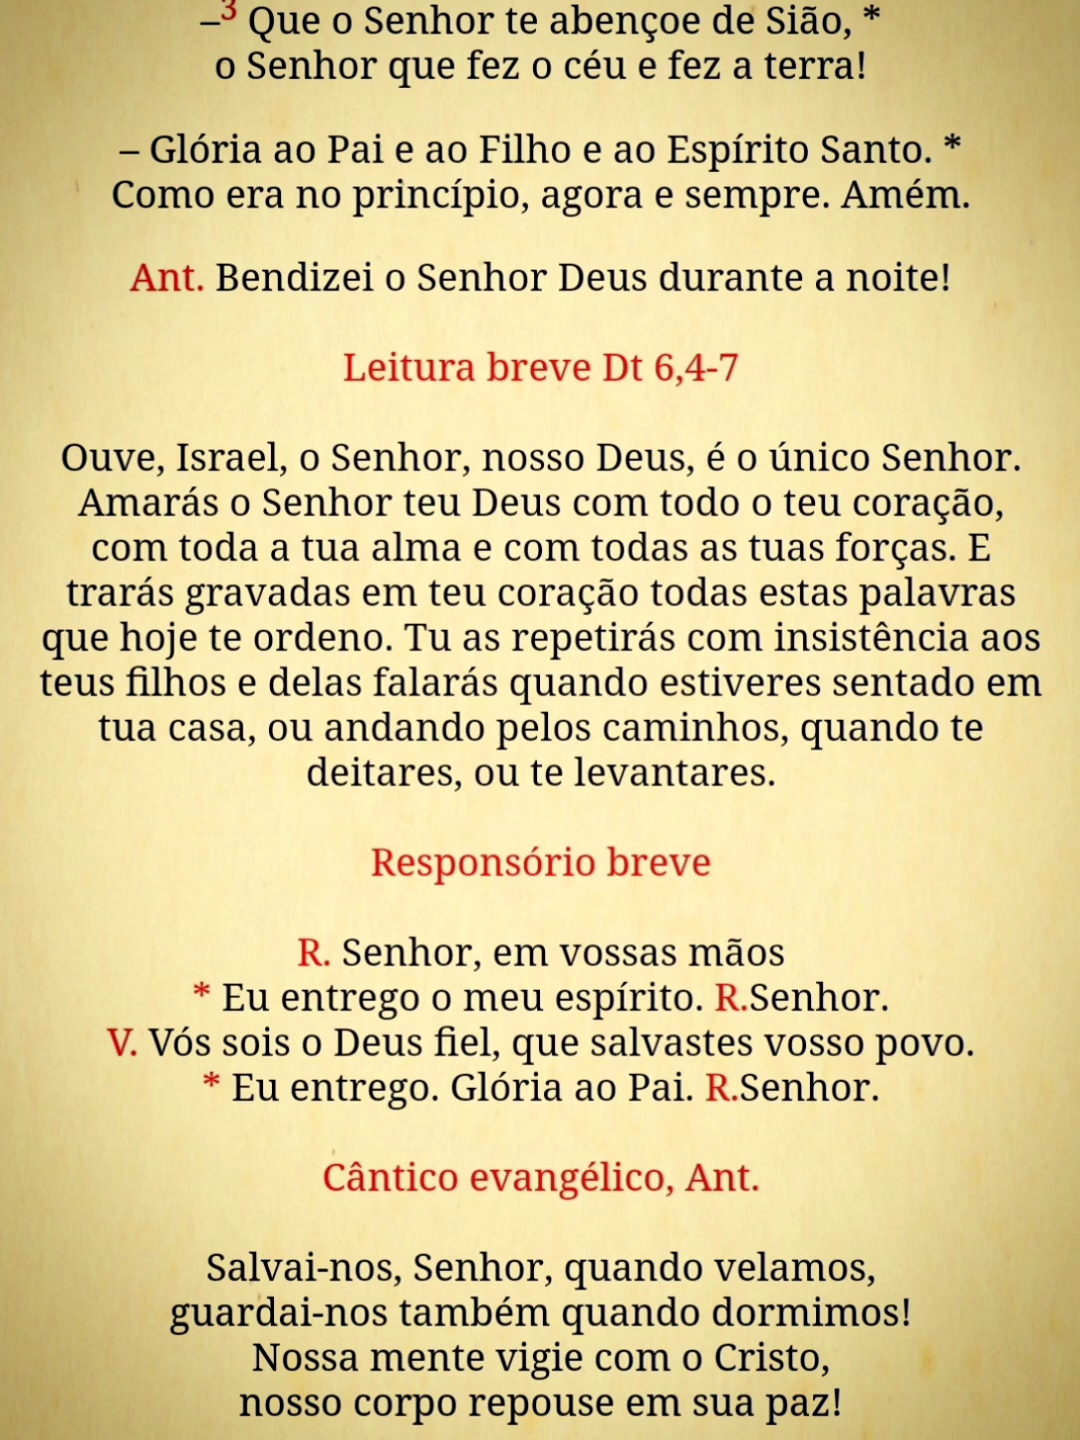 –³ Que o Senhor te abençoe de Sião, *
o Senhor que fez o céu e fez a terra!
– Glória ao Pai e ao Filho e ao Espírito Santo. *
Como era no princípio, agora e sempre. Amém.
Ant. Bendizei o Senhor Deus durante a noite!
Leitura breve Dt 6,4-7
Ouve, Israel, o Senhor, nosso Deus, é o único Senhor.
Amarás o Senhor teu Deus com todo o teu coração,
com toda a tua alma e com todas as tuas forças. E
trarás gravadas em teu coração todas estas palavras
que hoje te ordeno. Tu as repetirás com insistência aos
teus filhos e delas falarás quando estiveres sentado em
tua casa, ou andando pelos caminhos, quando te
deitares, ou te levantares.
Responsório breve
R. Senhor, em vossas mãos
* Eu entrego o meu espírito. R.Senhor.
V. Vós sois o Deus fiel, que salvastes vosso povo.
* Eu entrego. Glória ao Pai. R.Senhor.
Cântico evangélico, Ant.
Salvai-nos, Senhor, quando velamos,
guardai-nos também quando dormimos!
Nossa mente vigie com o Cristo,
nosso corpo repouse em sua paz!